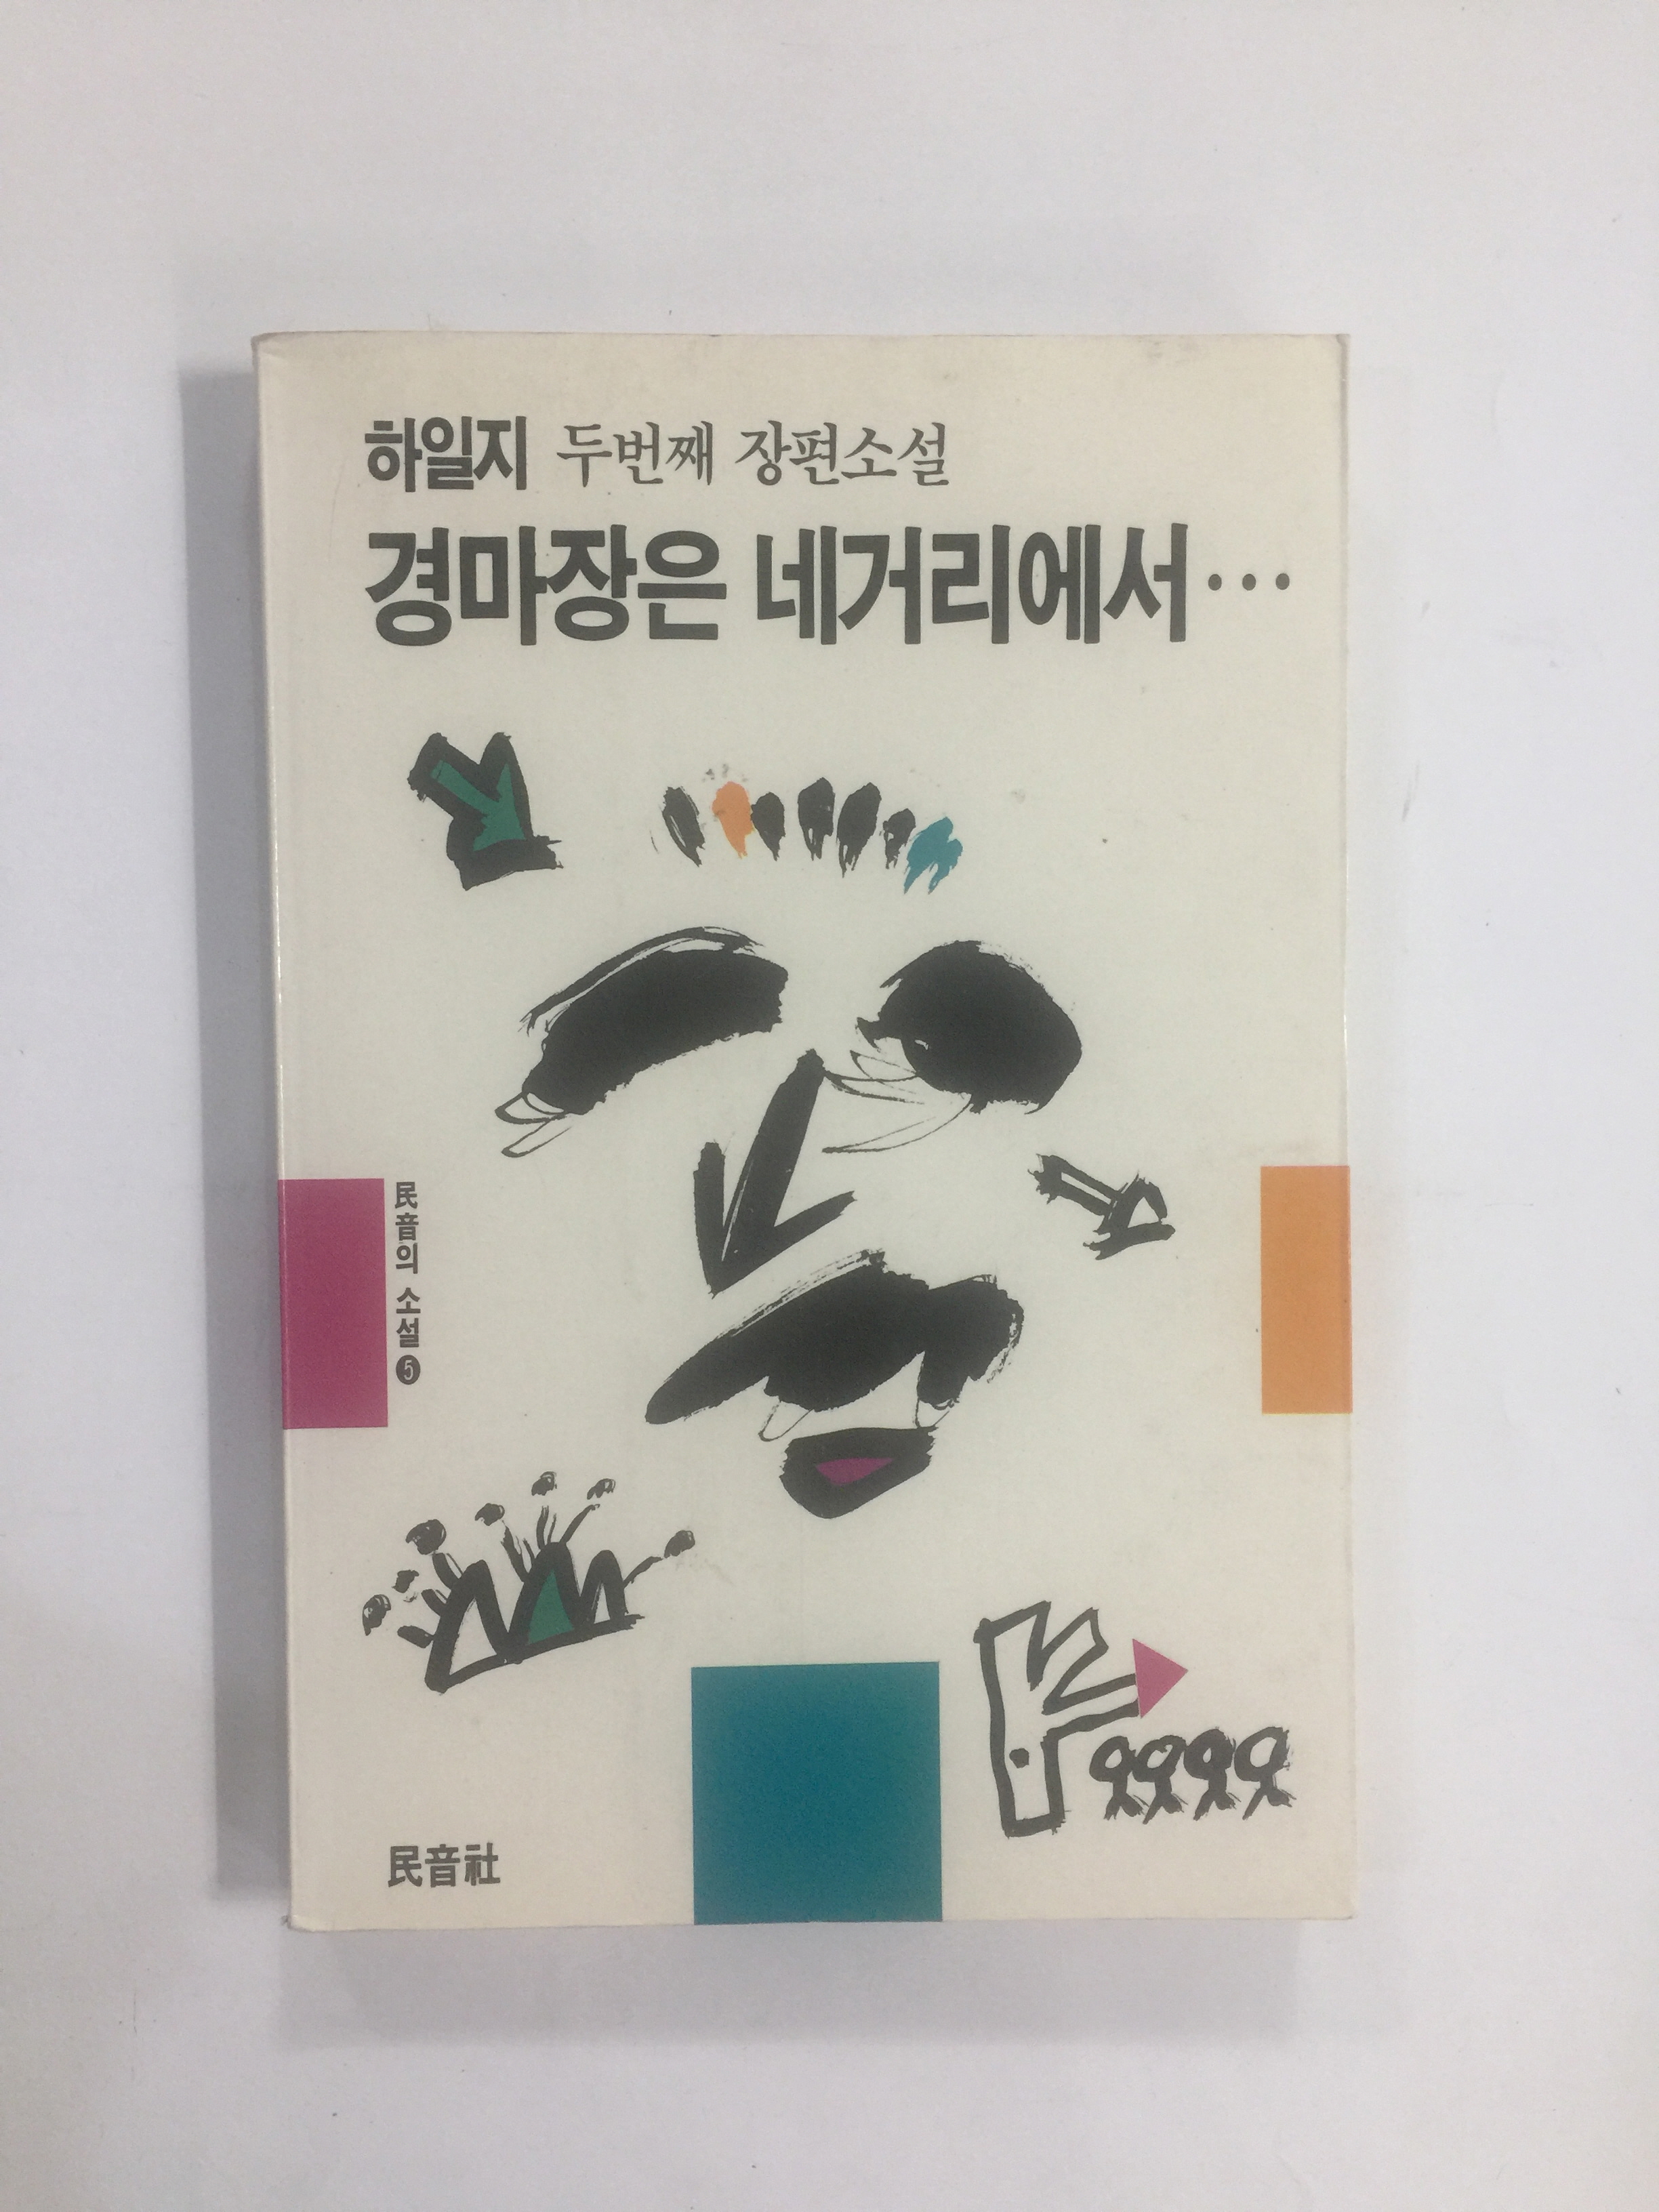 하일지 두번째 장편소설
경마장은 네거리에서…
民音의 소설 5
民音社